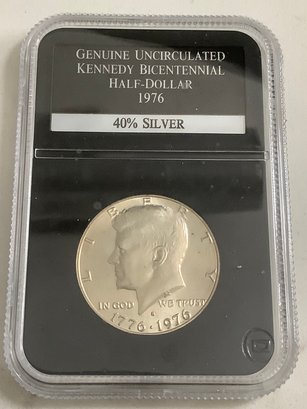 GENUINE UNCIRCULATED
KENNEDY BICENTENNIAL
HALF-DOLLAR
1976
40% SILVER
LIBERTY
IN GOD WE TRUST
1776 · 1976